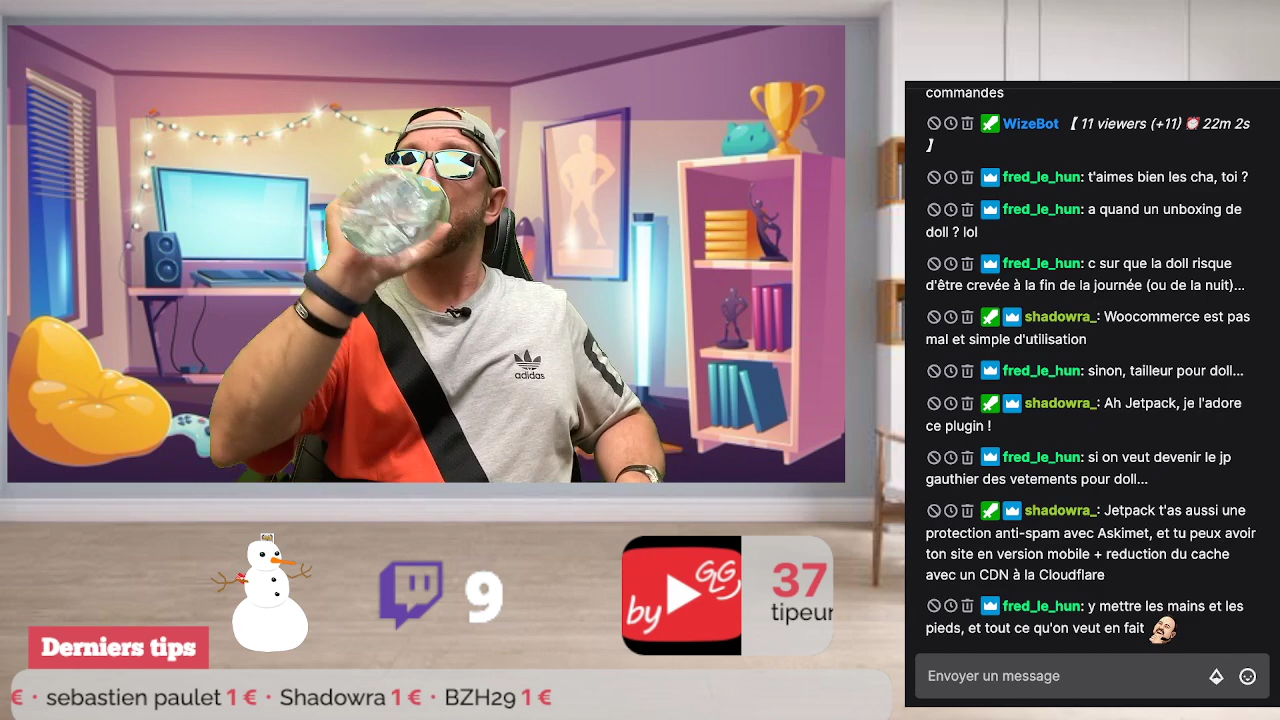 adidas
9
by
GG
37
tipeur
Derniers tips
€ · sebastien paulet 1 € · Shadowra 1 € · BZH29 1 €
commandes
WizeBot 【 11 viewers (+11) ⏰ 22m 2s
】
fred_le_hun: t'aimes bien les cha, toi ?
fred_le_hun: a quand un unboxing de
doll ? lol
fred_le_hun: c sur que la doll risque
d'être crevée à la fin de la journée (ou de la nuit)...
shadowra_: Woocommerce est pas
mal et simple d'utilisation
fred_le_hun: sinon, tailleur pour doll...
shadowra_: Ah Jetpack, je l'adore
ce plugin !
fred_le_hun: si on veut devenir le jp
gauthier des vetements pour doll...
shadowra_: Jetpack t'as aussi une
protection anti-spam avec Askimet, et tu peux avoir
ton site en version mobile + reduction du cache
avec un CDN à la Cloudflare
fred_le_hun: y mettre les mains et les
pieds, et tout ce qu'on veut en fait
Envoyer un message